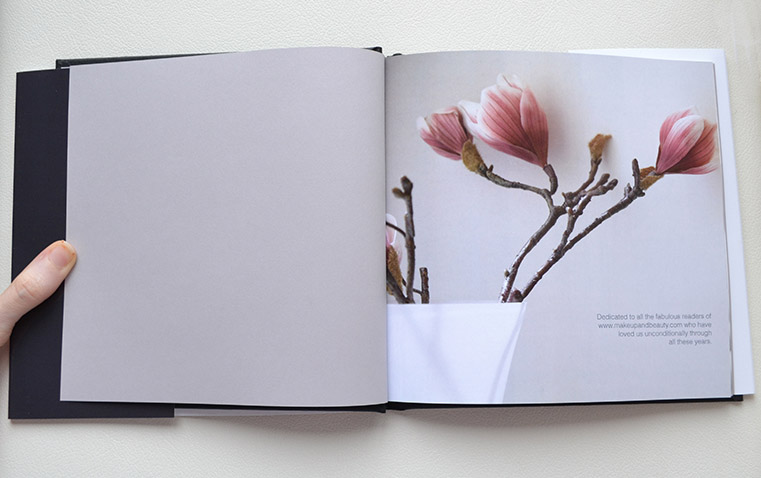 Dedicated to all the fabulous readers of
www.makeupandbeauty.com who have
loved us unconditionally through
all these years.